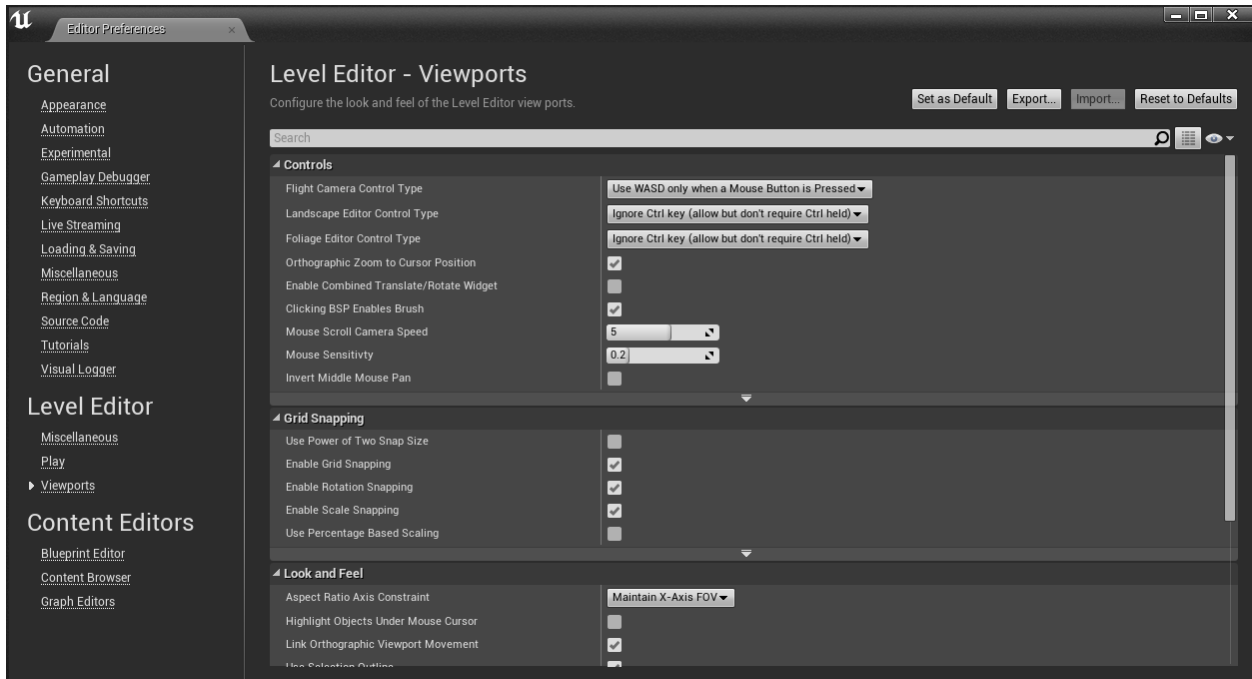 Editor Preferences
General
Appearance
Automation
Experimental
Gameplay Debugger
Keyboard Shortcuts
Live Streaming
Loading & Saving
Miscellaneous
Region & Language
Source Code
Tutorials
Visual Logger
Level Editor
Miscellaneous
Play
Viewports
Content Editors
Blueprint Editor
Content Browser
Graph Editors
Level Editor - Viewports
Configure the look and feel of the Level Editor view ports.
Set as Default Export... Import... Reset to Defaults
Search
Controls
Flight Camera Control Type Use WASD only when a Mouse Button is Pressed
Landscape Editor Control Type Ignore Ctrl key (allow but don't require Ctrl held)
Foliage Editor Control Type Ignore Ctrl key (allow but don't require Ctrl held)
Orthographic Zoom to Cursor Position
Enable Combined Translate/Rotate Widget
Clicking BSP Enables Brush
Mouse Scroll Camera Speed 5
Mouse Sensitivty 0.2
Invert Middle Mouse Pan
Grid Snapping
Use Power of Two Snap Size
Enable Grid Snapping
Enable Rotation Snapping
Enable Scale Snapping
Use Percentage Based Scaling
Look and Feel
Aspect Ratio Axis Constraint Maintain X-Axis FOV
Highlight Objects Under Mouse Cursor
Link Orthographic Viewport Movement
Use Selection Outline